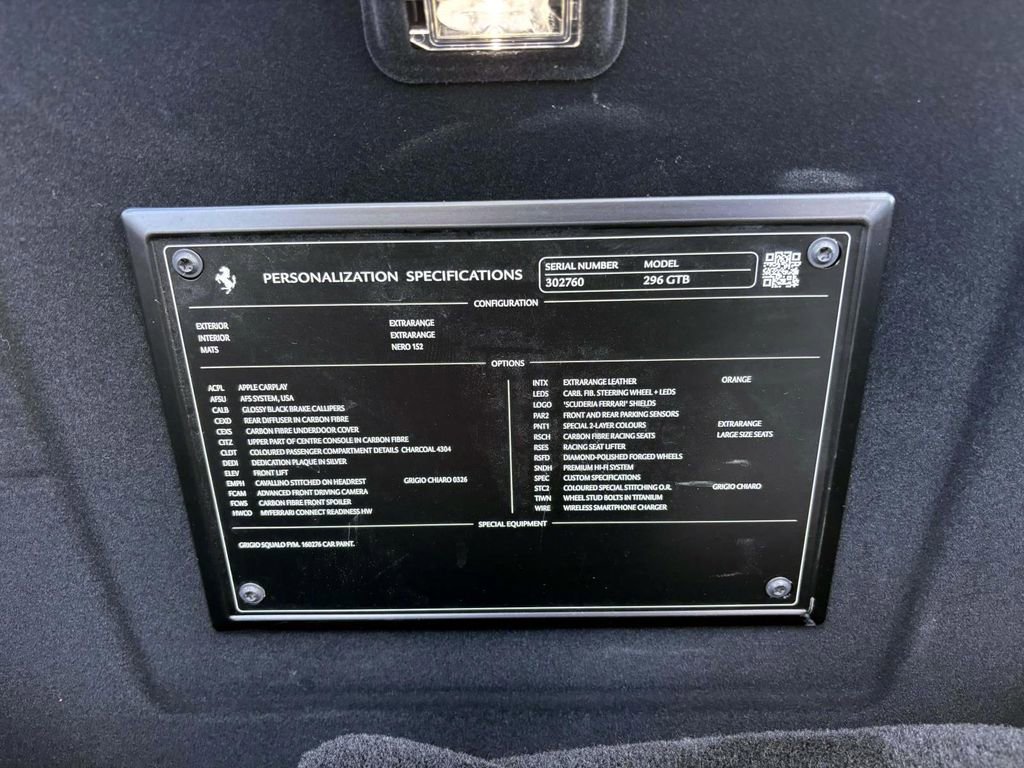 PERSONALIZATION SPECIFICATIONS
SERIAL NUMBER MODEL
302760 296 GTB
CONFIGURATION
EXTERIOR EXTRARANGE
INTERIOR EXTRARANGE
MATS NERO 152
OPTIONS
ACPL APPLE CARPLAY
AFSU AFS SYSTEM, USA
CALB GLOSSY BLACK BRAKE CALLIPERS
CEXD REAR DIFFUSER IN CARBON FIBRE
CEXS CARBON FIBRE UNDERDOOR COVER
CITZ UPPER PART OF CENTRE CONSOLE IN CARBON FIBRE
CLDT COLOURED PASSENGER COMPARTMENT DETAILS CHARCOAL 4304
DEDI DEDICATION PLAQUE IN SILVER
ELEV FRONT LIFT
EMPH CAVALLINO STITCHED ON HEADREST GRIGIO CHIARO 0326
FCAM ADVANCED FRONT DRIVING CAMERA
FCWS CARBON FIBRE FRONT SPOILER
HWCO MYFERRARI CONNECT READINESS HW
INTX EXTRARANGE LEATHER ORANGE
LEDS CARB. FIB. STEERING WHEEL + LEDS
LOGO "SCUDERIA FERRARI" SHIELDS
PAR2 FRONT AND REAR PARKING SENSORS
PNT1 SPECIAL 2-LAYER COLOURS EXTRARANGE
RSCH CARBON FIBRE RACING SEATS LARGE SIZE SEATS
RSES RACING SEAT LIFTER
RSFD DIAMOND-POLISHED FORGED WHEELS
SNDH PREMIUM HI-FI SYSTEM
SPEC CUSTOM SPECIFICATIONS
STC2 COLOURED SPECIAL STITCHING O.R. GRIGIO CHIARO
TIWN WHEEL STUD BOLTS IN TITANIUM
WIRE WIRELESS SMARTPHONE CHARGER
SPECIAL EQUIPMENT
GRIGIO SQUALO FYM. 160276 CAR PAINT.